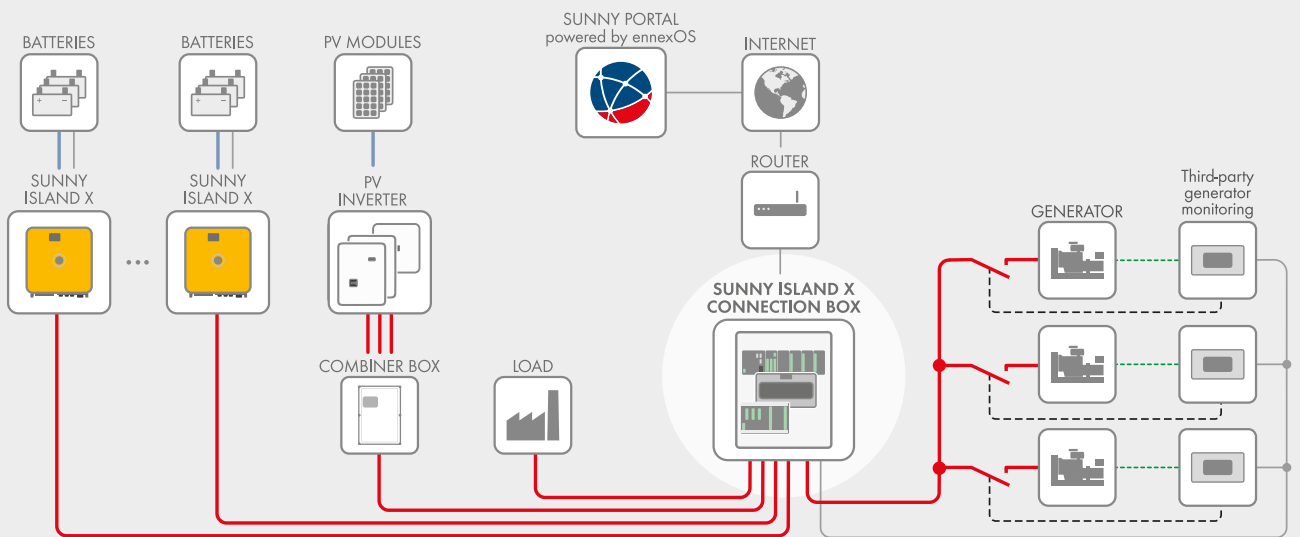 SUNNY PORTAL
powered by ennexOS
BATTERIES
BATTERIES
PV MODULES
INTERNET
SUNNY
ISLAND X
SUNNY
ISLAND X
PV
INVERTER
ROUTER
GENERATOR
Third-party
generator
monitoring
...
SUNNY ISLAND X
CONNECTION BOX
COMBINER BOX
LOAD